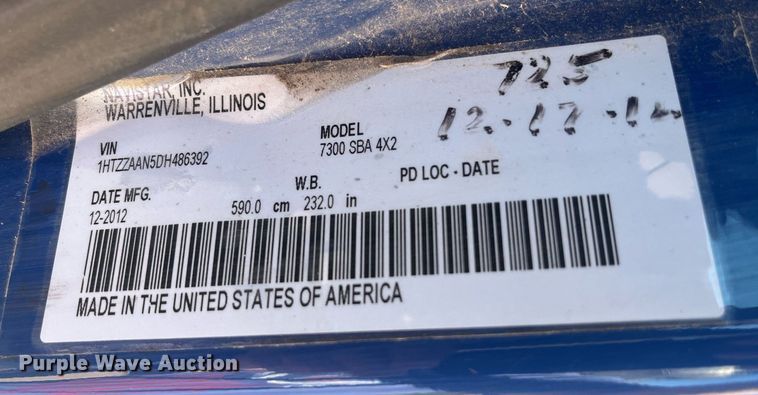 NAVISTAR, INC.
WARRENVILLE, ILLINOIS
725
12-17-12
VIN
1HTZZAAN5DH486392
MODEL
7300 SBA 4X2
DATE MFG.
12-2012
W.B.
590.0 cm 232.0 in
PD LOC - DATE
MADE IN THE UNITED STATES OF AMERICA
Purple Wave Auction